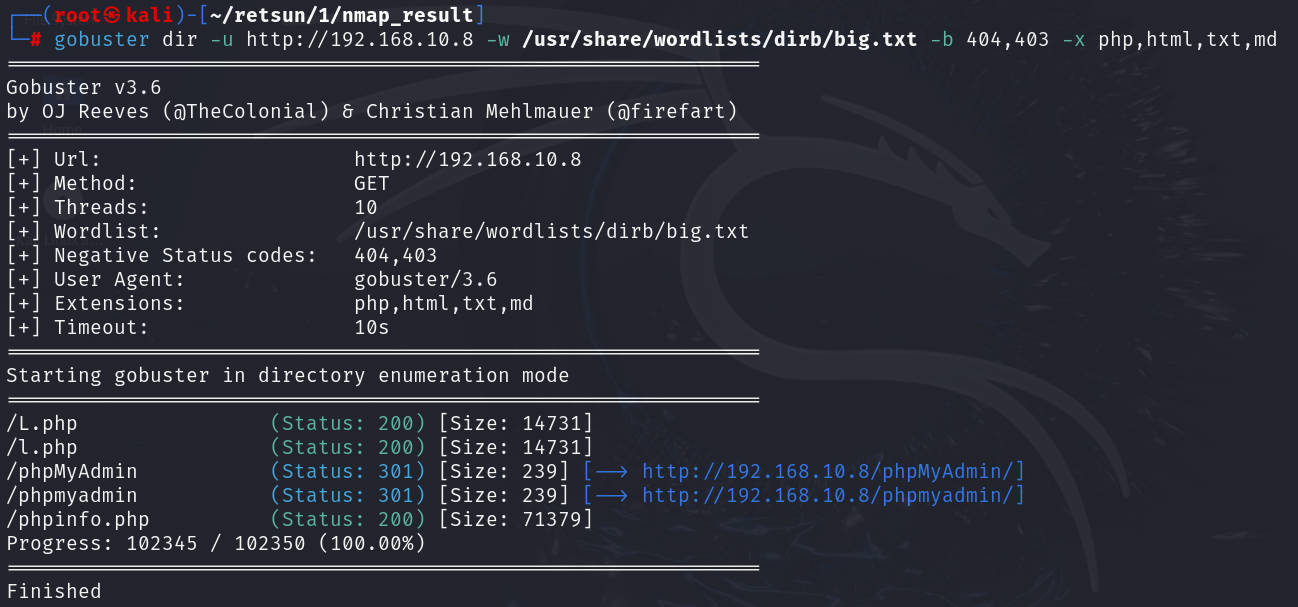 ┌──(root㉿kali)-[~/retsun/1/nmap_result]
└─# gobuster dir -u http://192.168.10.8 -w /usr/share/wordlists/dirb/big.txt -b 404,403 -x php,html,txt,md
===============================================================
Gobuster v3.6
by OJ Reeves (@TheColonial) & Christian Mehlmauer (@firefart)
===============================================================
[+] Url:                     http://192.168.10.8
[+] Method:                  GET
[+] Threads:                 10
[+] Wordlist:                /usr/share/wordlists/dirb/big.txt
[+] Negative Status codes:   404,403
[+] User Agent:              gobuster/3.6
[+] Extensions:              php,html,txt,md
[+] Timeout:                 10s
===============================================================
Starting gobuster in directory enumeration mode
===============================================================
/L.php                (Status: 200) [Size: 14731]
/l.php                (Status: 200) [Size: 14731]
/phpMyAdmin           (Status: 301) [Size: 239] [--> http://192.168.10.8/phpMyAdmin/]
/phpmyadmin           (Status: 301) [Size: 239] [--> http://192.168.10.8/phpmyadmin/]
/phpinfo.php          (Status: 200) [Size: 71379]
Progress: 102345 / 102350 (100.00%)
===============================================================
Finished